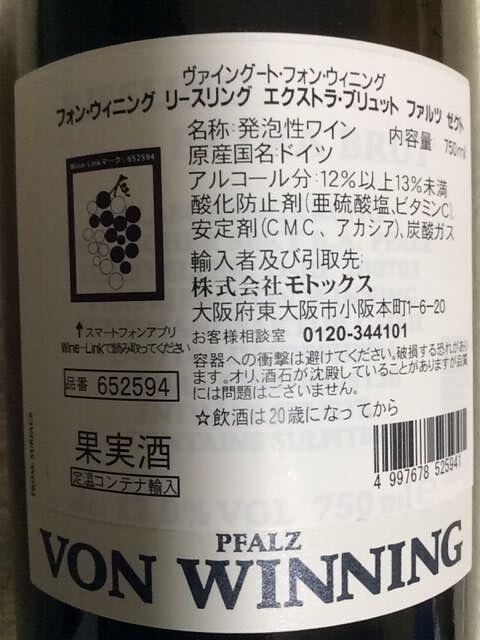 ヴァイングート・フォン・ウィニング
フォン・ウィニング リースリング エクストラ・ブリュット ファルツ ゼクト
名称:発泡性ワイン 内容量:750ml
原産国名:ドイツ
アルコール分:12%以上13%未満
酸化防止剤(亜硫酸塩、ビタミンC)、
安定剤(CMC、アカシア)、炭酸ガス
輸入者及び引取先:
株式会社モトックス
大阪府東大阪市小阪本町1-6-20
お客様相談室 0120-344101
容器への衝撃は避けてください。破損する恐れがあり
ます。オリ、酒石が沈殿していることがありますが品質
には問題はございません。
☆飲酒は20歳になってから
Wine-Linkマーク:652594
↑スマートフォンアプリ
Wine-Linkで読み取ってください
品番 652594
果実酒
定温コンテナ輸入
4 997678 525941
PFALZ
VON WINNING